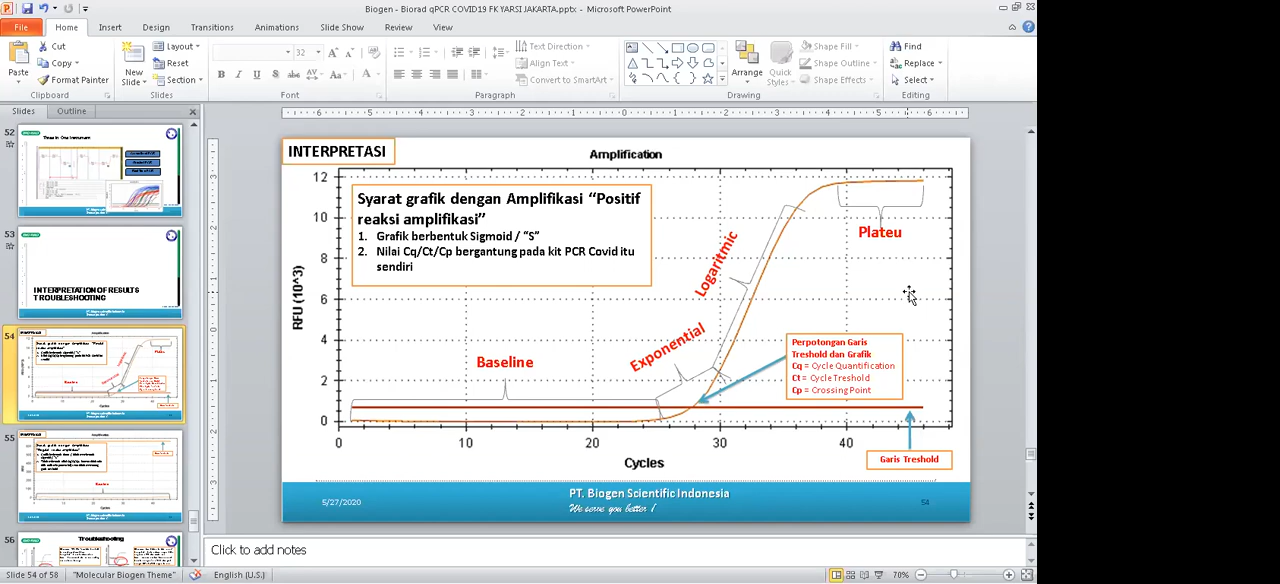 Biogen - Biorad qPCR COVID19 FK YARSI JAKARTA.pptx - Microsoft PowerPoint
File Home Insert Design Transitions Animations Slide Show Review View
Paste
Cut
Copy
Format Painter
Clipboard
New Slide
Layout
Reset
Section
Slides
32
Font
Text Direction
Align Text
Convert to SmartArt
Paragraph
Arrange
Quick Styles
Shape Fill
Shape Outline
Shape Effects
Drawing
Find
Replace
Select
Editing
Slides Outline
52
53
INTERPRETATION OF RESULTS
TROUBLESHOOTING
54
55
56
Troubleshooting
INTERPRETASI
Amplification
Syarat grafik dengan Amplifikasi “Positif
reaksi amplifikasi”
1. Grafik berbentuk Sigmoid / “S”
2. Nilai Cq/Ct/Cp bergantung pada kit PCR Covid itu
sendiri
RFU (10^3)
12
10
8
6
4
2
0
Baseline
Exponential
Logaritmic
Plateu
Perpotongan Garis
Treshold dan Grafik
Cq = Cycle Quantification
Ct = Cycle Treshold
Cp = Crossing Point
0 10 20 30 40
Cycles
Garis Treshold
5/27/2020
PT. Biogen Scientific Indonesia
We serve you better !
54
Click to add notes
Slide 54 of 58
"Molecular Biogen Theme"
English (U.S.)
70%